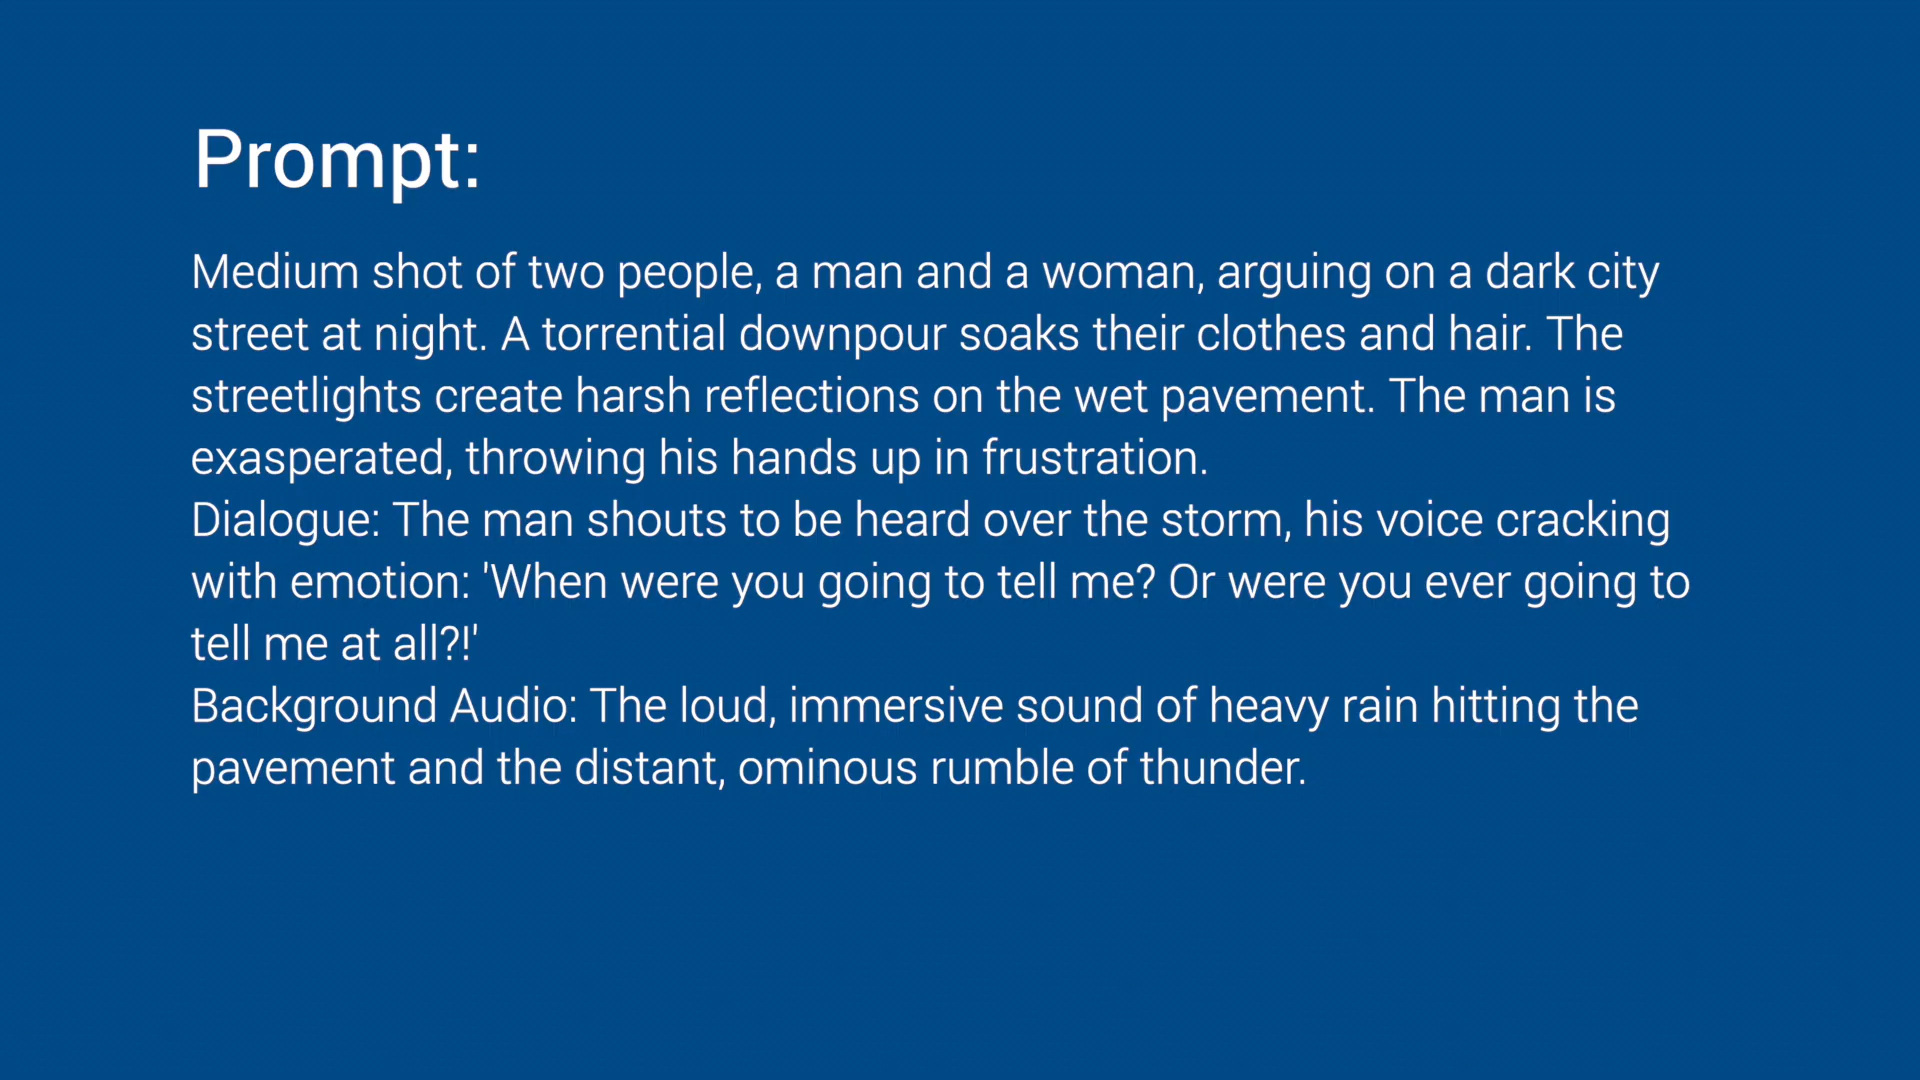 Prompt:
Medium shot of two people, a man and a woman, arguing on a dark city
street at night. A torrential downpour soaks their clothes and hair. The
streetlights create harsh reflections on the wet pavement. The man is
exasperated, throwing his hands up in frustration.
Dialogue: The man shouts to be heard over the storm, his voice cracking
with emotion: 'When were you going to tell me? Or were you ever going to
tell me at all?!'
Background Audio: The loud, immersive sound of heavy rain hitting the
pavement and the distant, ominous rumble of thunder.